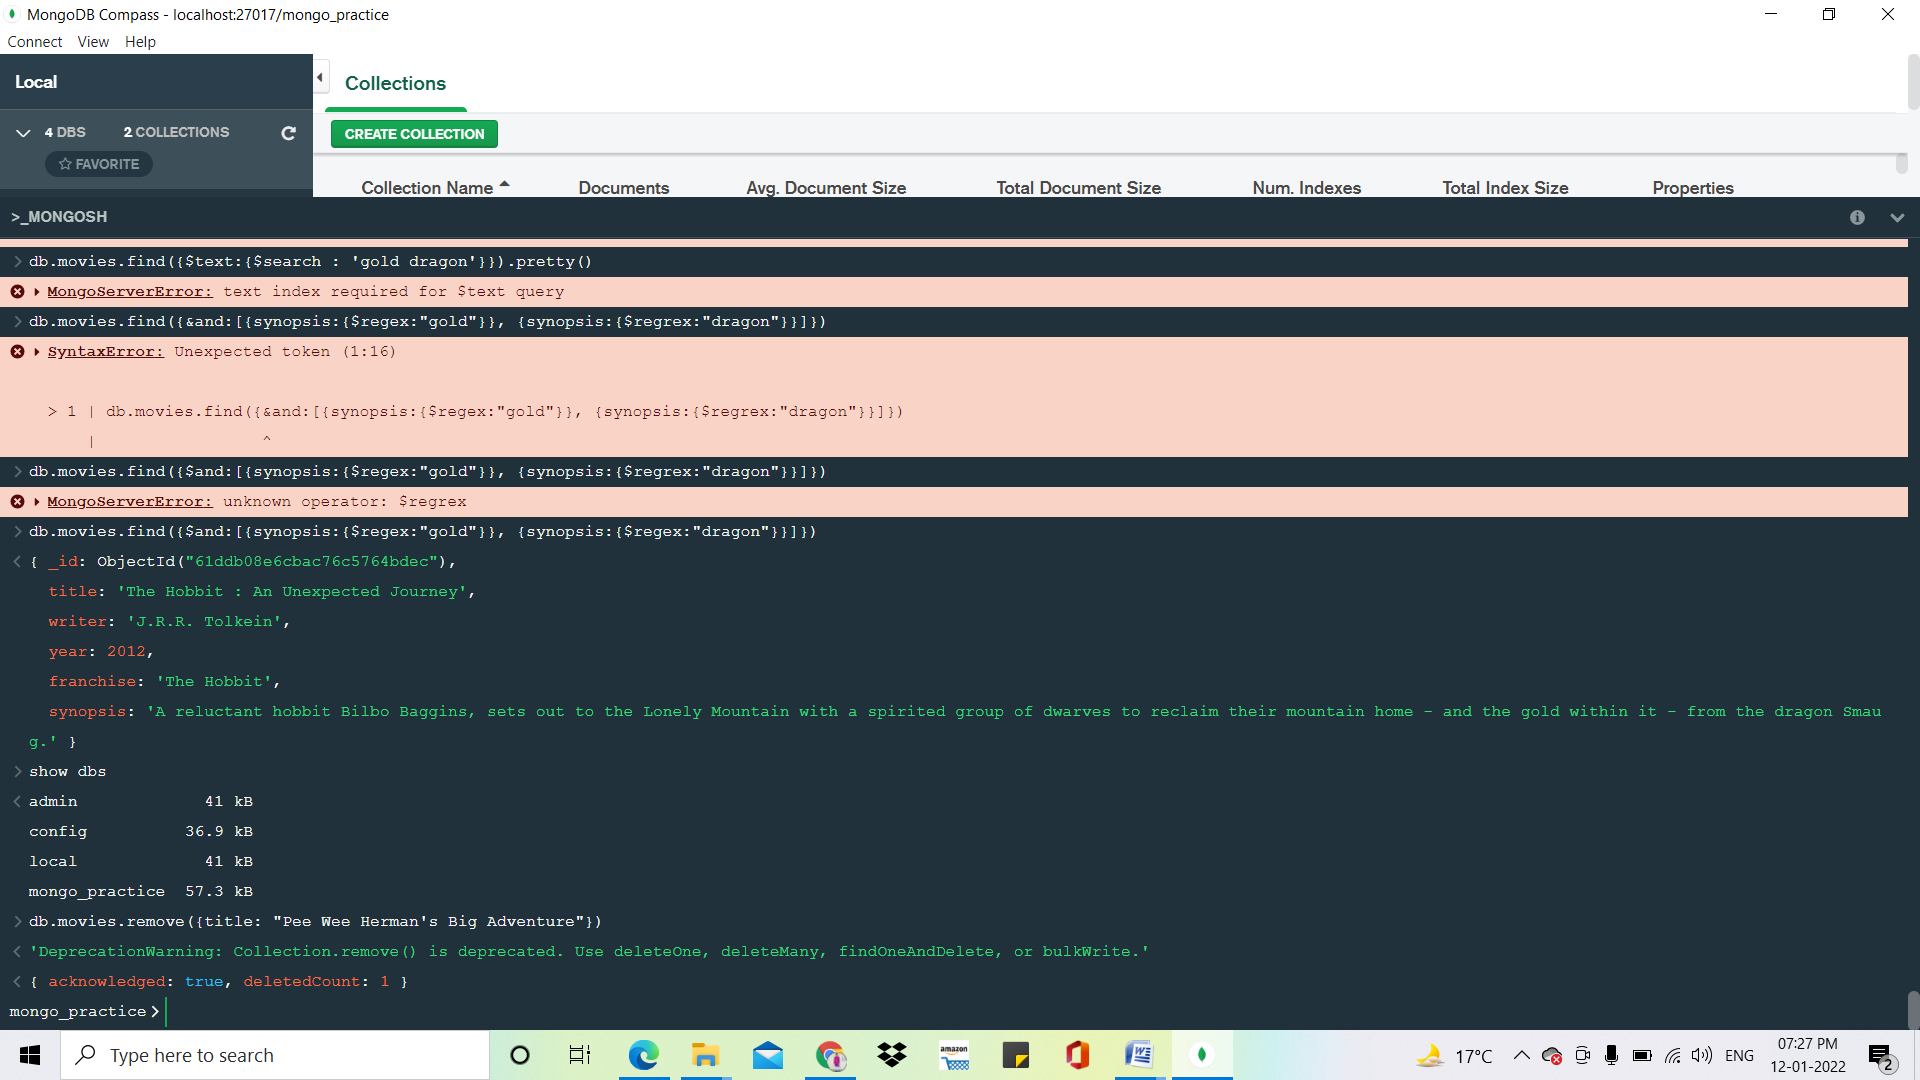 MongoDB Compass - localhost:27017/mongo_practice
Connect View Help
Local
Collections
4 DBS 2 COLLECTIONS
FAVORITE
CREATE COLLECTION
Collection Name Documents Avg. Document Size Total Document Size Num. Indexes Total Index Size Properties
>_MONGOSH
db.movies.find({$text:{$search : 'gold dragon'}}).pretty()
MongoServerError: text index required for $text query
db.movies.find({&and:[{synopsis:{$regex:"gold"}}, {synopsis:{$regrex:"dragon"}}]})
SyntaxError: Unexpected token (1:16)
> 1 | db.movies.find({&and:[{synopsis:{$regex:"gold"}}, {synopsis:{$regrex:"dragon"}}]})
| ^
db.movies.find({$and:[{synopsis:{$regex:"gold"}}, {synopsis:{$regrex:"dragon"}}]})
MongoServerError: unknown operator: $regrex
db.movies.find({$and:[{synopsis:{$regex:"gold"}}, {synopsis:{$regex:"dragon"}}]})
{ _id: ObjectId("61ddb08e6cbac76c5764bdec"),
title: 'The Hobbit : An Unexpected Journey',
writer: 'J.R.R. Tolkein',
year: 2012,
franchise: 'The Hobbit',
synopsis: 'A reluctant hobbit Bilbo Baggins, sets out to the Lonely Mountain with a spirited group of dwarves to reclaim their mountain home - and the gold within it - from the dragon Smau
g.' }
show dbs
admin 41 kB
config 36.9 kB
local 41 kB
mongo_practice 57.3 kB
db.movies.remove({title: "Pee Wee Herman's Big Adventure"})
'DeprecationWarning: Collection.remove() is deprecated. Use deleteOne, deleteMany, findOneAndDelete, or bulkWrite.'
{ acknowledged: true, deletedCount: 1 }
mongo_practice >
Type here to search
amazon
17°C
ENG
07:27 PM
12-01-2022
2